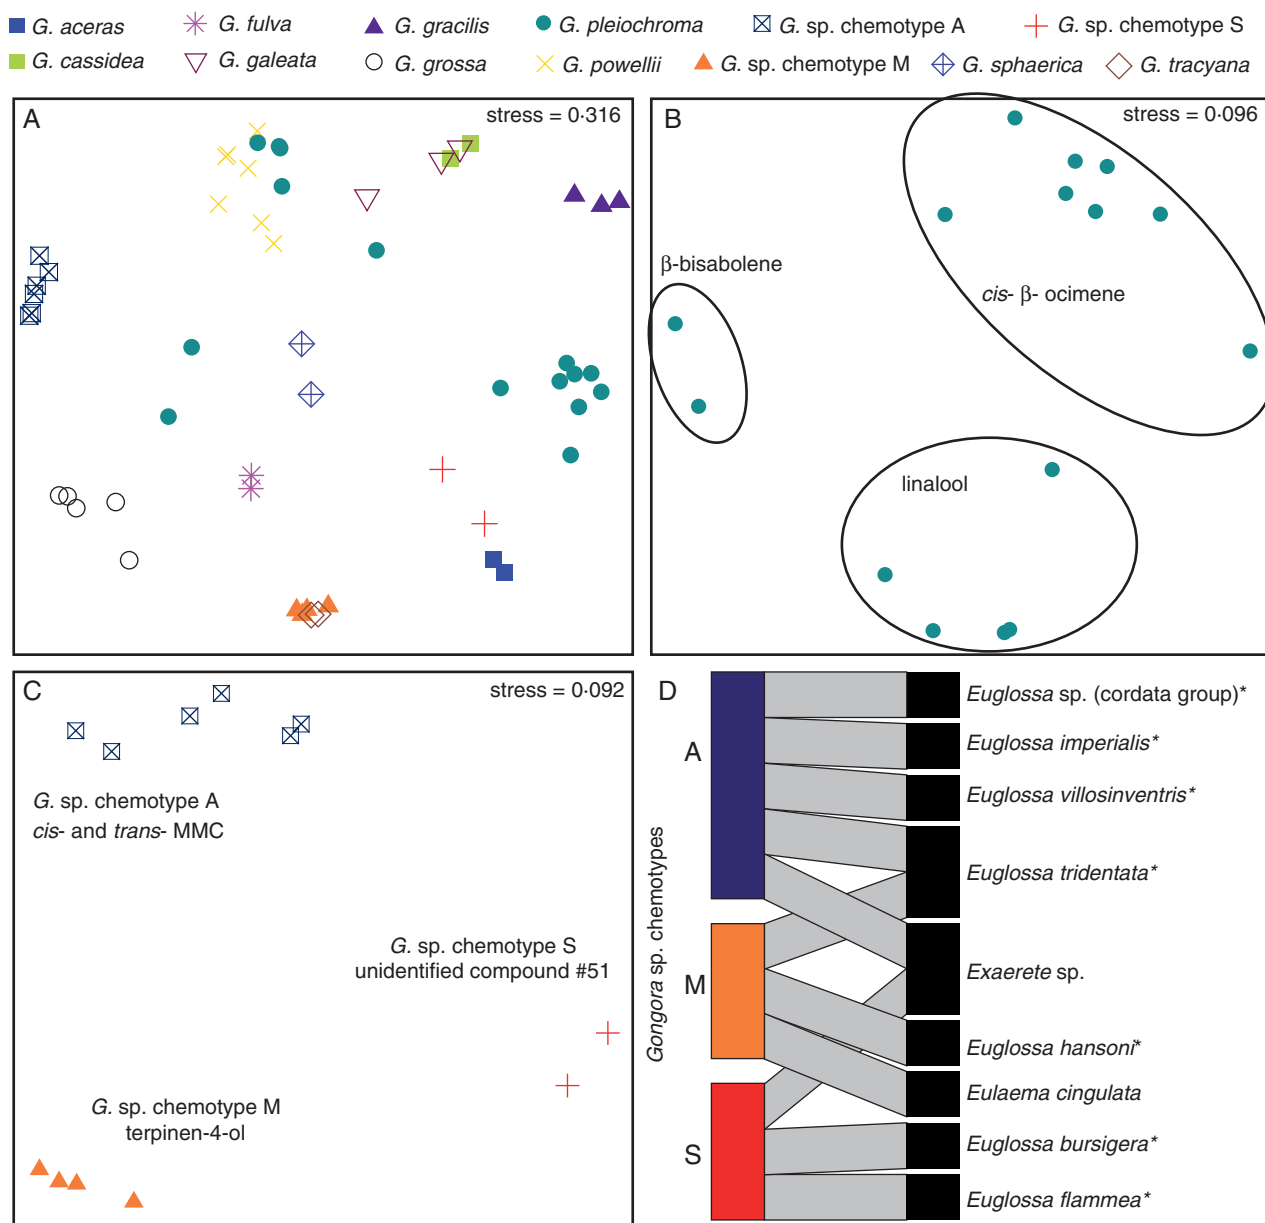 G. aceras G. fulva G. gracilis G. pleiochroma G. sp. chemotype A G. sp. chemotype S
G. cassidea G. galeata G. grossa G. powellii G. sp. chemotype M G. sphaerica G. tracyana
A stress = 0·316
B stress = 0·096
β-bisabolene
cis- β- ocimene
linalool
C stress = 0·092
G. sp. chemotype A
cis- and trans- MMC
G. sp. chemotype S
unidentified compound #51
G. sp. chemotype M
terpinen-4-ol
D
Gongora sp. chemotypes
A
M
S
Euglossa sp. (cordata group)*
Euglossa imperialis*
Euglossa villosinventris*
Euglossa tridentata*
Exaerete sp.
Euglossa hansoni*
Eulaema cingulata
Euglossa bursigera*
Euglossa flammea*